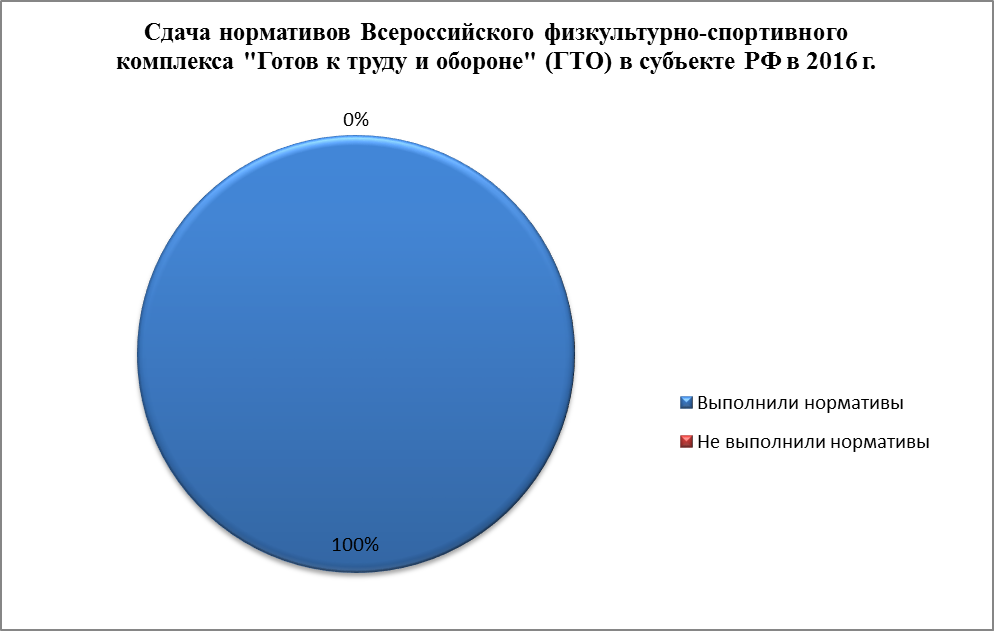 Сдача нормативов Всероссийского физкультурно-спортивного
комплекса "Готов к труду и обороне" (ГТО) в субъекте РФ в 2016 г.
0%
100%
Выполнили нормативы
Не выполнили нормативы